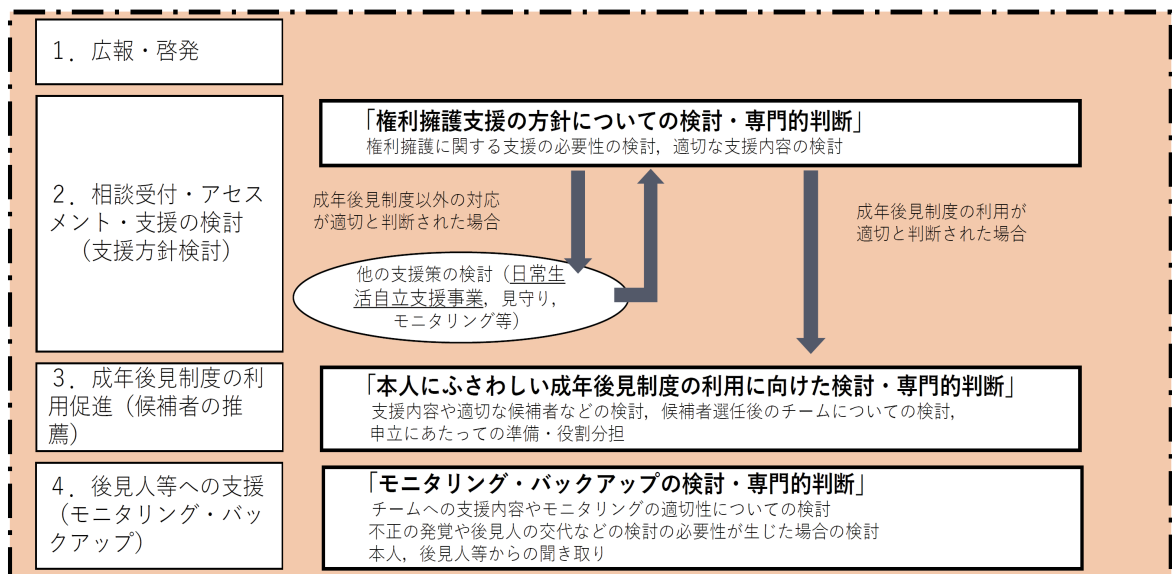 1．広報・啓発
2．相談受付・アセス
メント・支援の検討
（支援方針検討）
「権利擁護支援の方針についての検討・専門的判断」
権利擁護に関する支援の必要性の検討，適切な支援内容の検討
成年後見制度以外の対応
が適切と判断された場合
成年後見制度の利用が
適切と判断された場合
他の支援策の検討（日常生
活自立支援事業，見守り，
モニタリング等）
3．成年後見制度の利
用促進（候補者の推
薦）
「本人にふさわしい成年後見制度の利用に向けた検討・専門的判断」
支援内容や適切な候補者などの検討，候補者選任後のチームについての検討，
申立にあたっての準備・役割分担
4．後見人等への支援
（モニタリング・バッ
クアップ）
「モニタリング・バックアップの検討・専門的判断」
チームへの支援内容やモニタリングの適切性についての検討
不正の発覚や後見人の交代などの検討の必要性が生じた場合の検討
本人，後見人等からの聞き取り